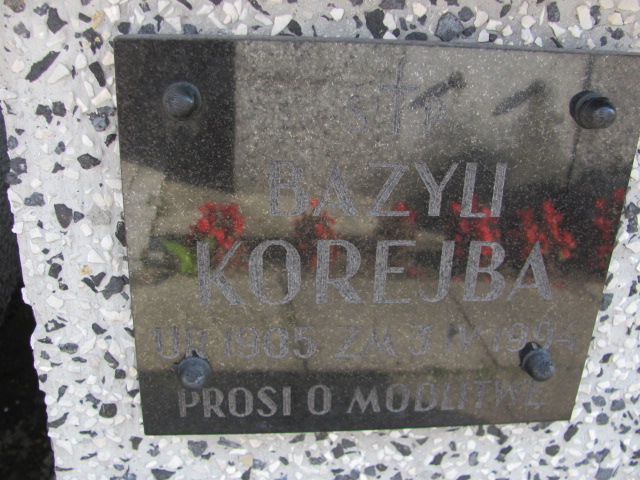 Ś † P
BAZYLI
KOREJBA
UR. 1905 ZM 3 IV 1994
PROSI O MODLITWĘ